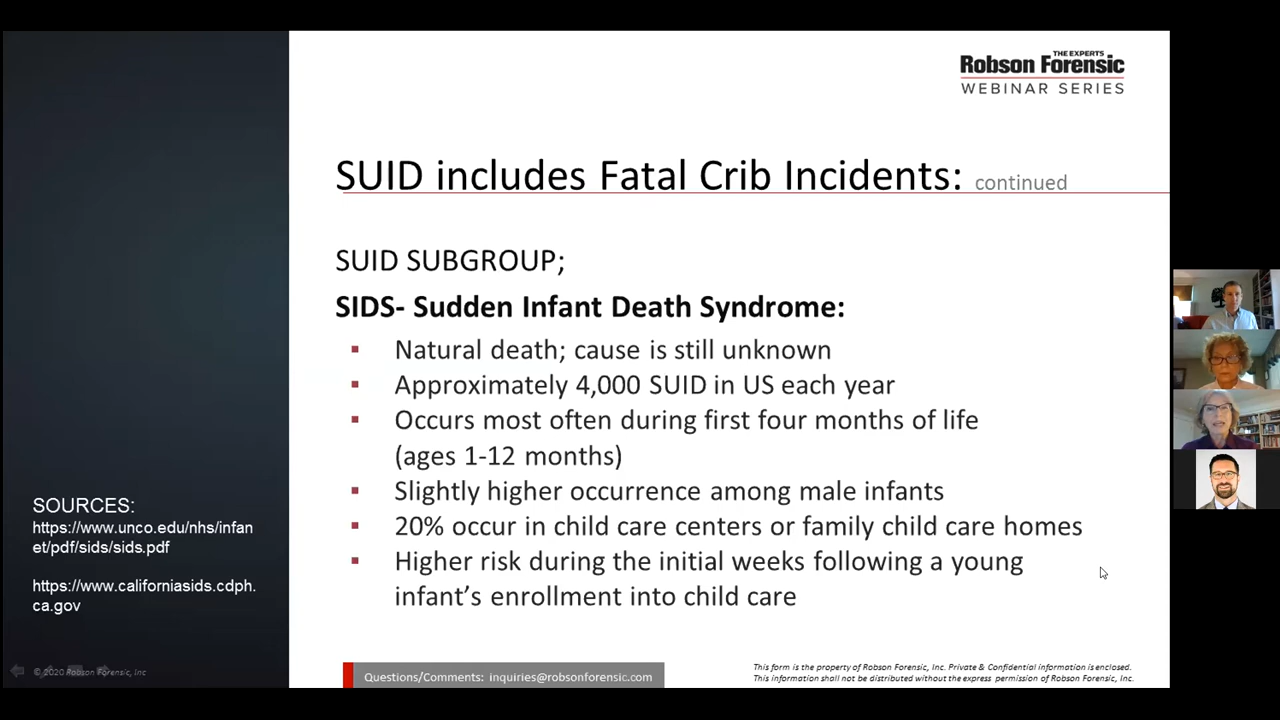 THE EXPERTS
Robson Forensic
WEBINAR SERIES
SUID includes Fatal Crib Incidents: continued
SUID SUBGROUP;
SIDS- Sudden Infant Death Syndrome:
▪ Natural death; cause is still unknown
▪ Approximately 4,000 SUID in US each year
▪ Occurs most often during first four months of life
(ages 1-12 months)
▪ Slightly higher occurrence among male infants
▪ 20% occur in child care centers or family child care homes
▪ Higher risk during the initial weeks following a young
infant’s enrollment into child care
SOURCES:
https://www.unco.edu/nhs/infan
et/pdf/sids/sids.pdf
https://www.californiasids.cdph.
ca.gov
© 2020 Robson Forensic, Inc
Questions/Comments: inquiries@robsonforensic.com
This form is the property of Robson Forensic, Inc. Private & Confidential information is enclosed.
This information shall not be distributed without the express permission of Robson Forensic, Inc.